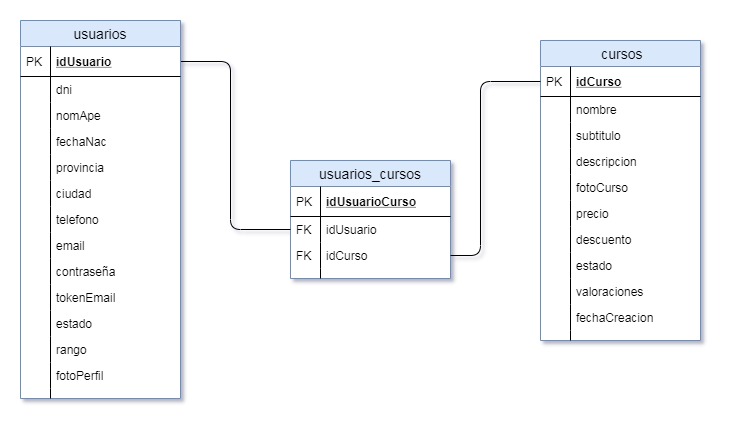 usuarios
PK idUsuario
dni
nomApe
fechaNac
provincia
ciudad
telefono
email
contraseña
tokenEmail
estado
rango
fotoPerfil
usuarios_cursos
PK idUsuarioCurso
FK idUsuario
FK idCurso
cursos
PK idCurso
nombre
subtitulo
descripcion
fotoCurso
precio
descuento
estado
valoraciones
fechaCreacion